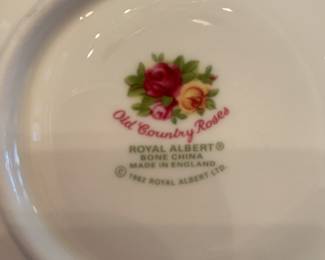 Old Country Roses
ROYAL ALBERT®
BONE CHINA
MADE IN ENGLAND
© 1962 ROYAL ALBERT LTD.